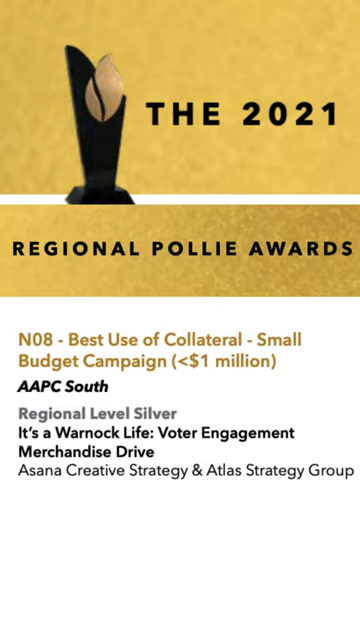 THE 2021
REGIONAL POLLIE AWARDS
N08 - Best Use of Collateral - Small
Budget Campaign (<$1 million)
AAPC South
Regional Level Silver
It's a Warnock Life: Voter Engagement
Merchandise Drive
Asana Creative Strategy & Atlas Strategy Group